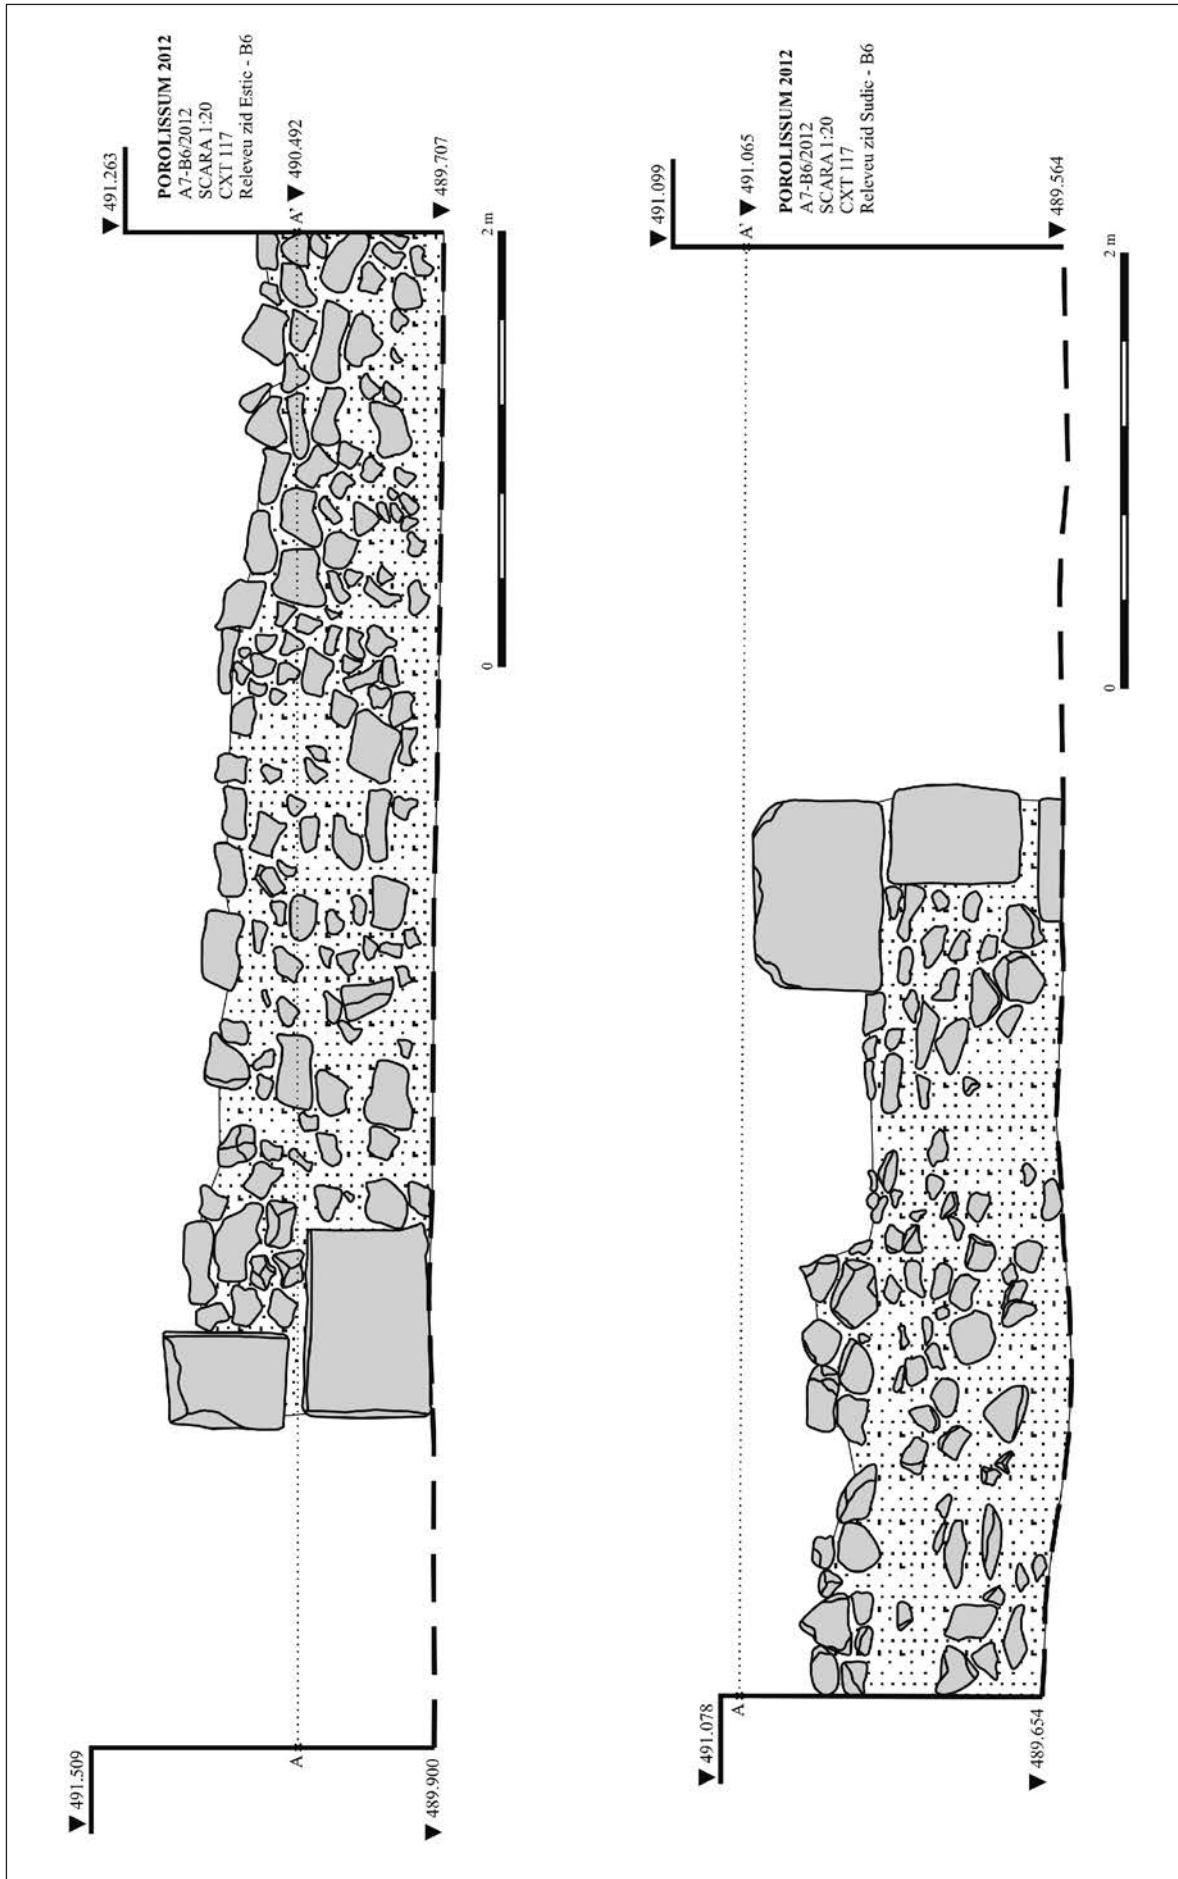 POROLISSUM 2012
A7-B6/2012
SCARA 1:20
CXT 117
Releveu zid Estic - B6
491.509
491.263
A
A' 490.492
489.900
489.707
0
2 m
POROLISSUM 2012
A7-B6/2012
SCARA 1:20
CXT 117
Releveu zid Sudic - B6
491.078
491.099
A
A' 491.065
489.654
489.564
0
2 m